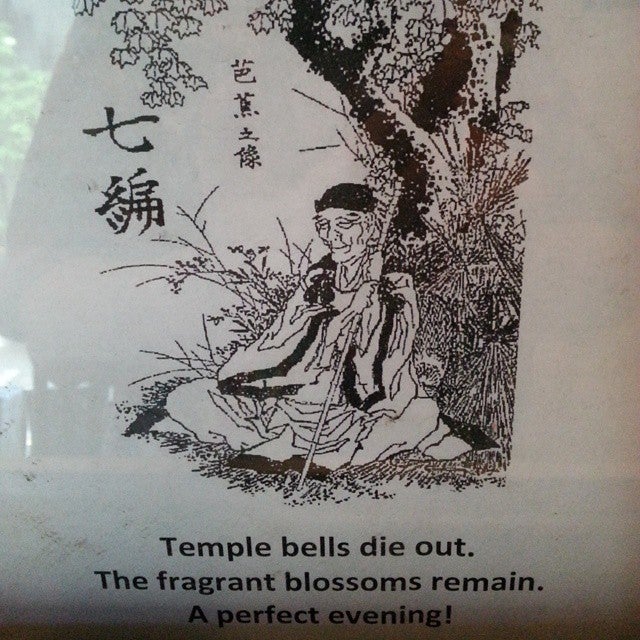 芭蕉之像
七編
Temple bells die out.
The fragrant blossoms remain.
A perfect evening!